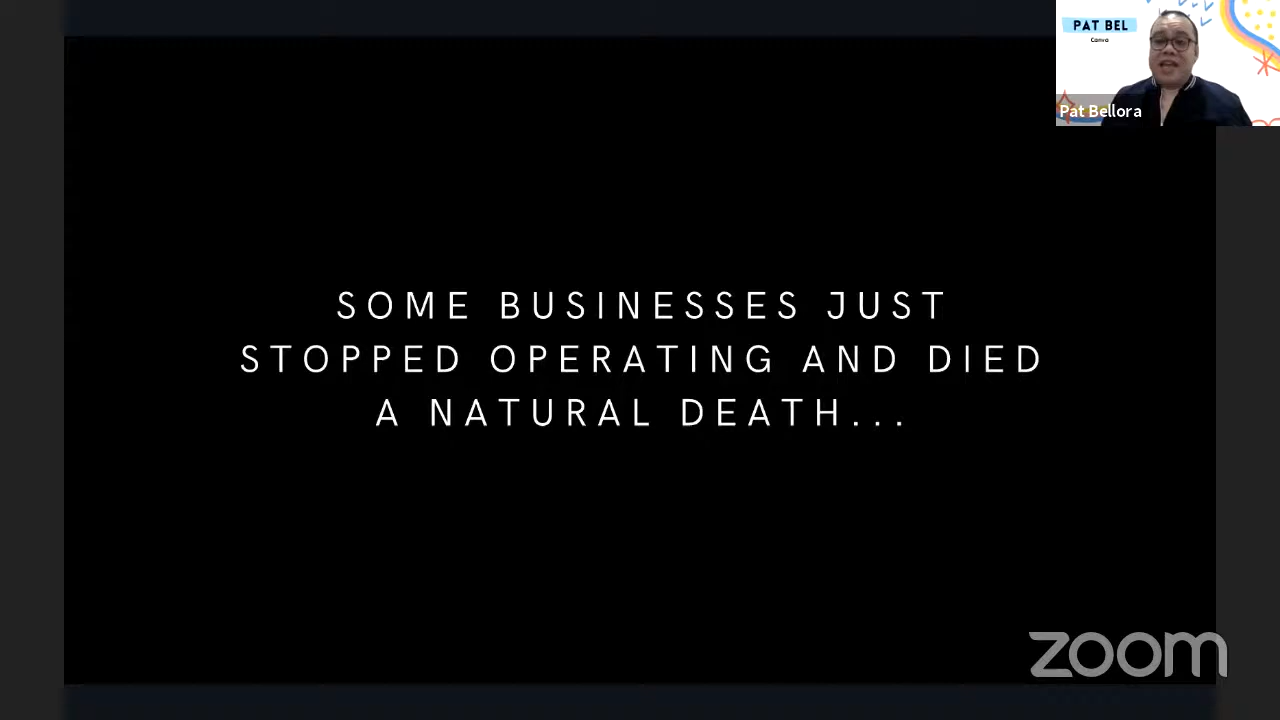 PAT BEL
Canva
Pat Bellora
SOME BUSINESSES JUST
STOPPED OPERATING AND DIED
A NATURAL DEATH...
zoom